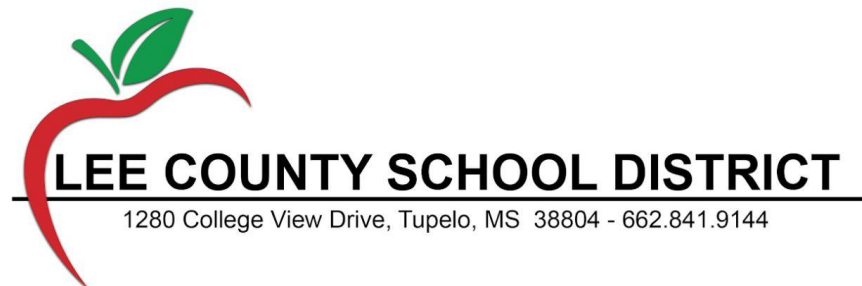 LEE COUNTY SCHOOL DISTRICT
1280 College View Drive, Tupelo, MS 38804 - 662.841.9144